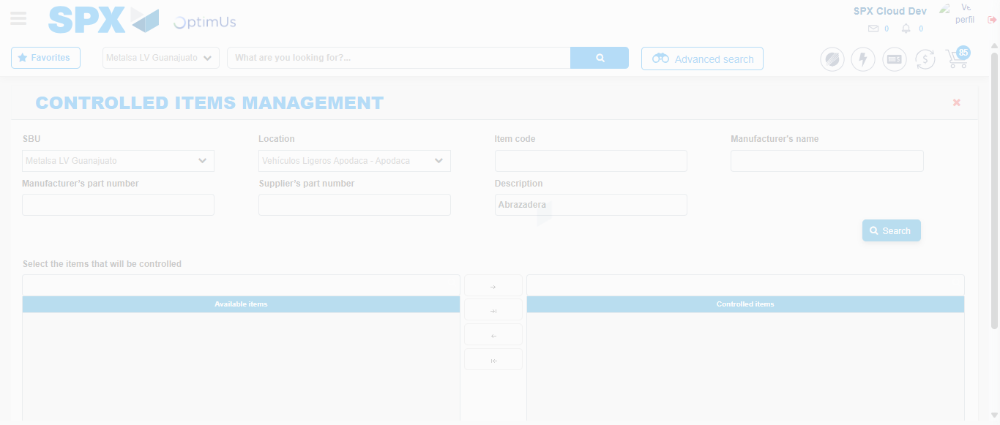 SPX
OptimUs
SPX Cloud Dev
0
0
perfil
Favorites
Metalsa LV Guanajuato
What are you looking for?...
Advanced search
85
CONTROLLED ITEMS MANAGEMENT
SBU
Location
Item code
Manufacturer's name
Metalsa LV Guanajuato
Vehículos Ligeros Apodaca - Apodaca
Manufacturer's part number
Supplier's part number
Description
Abrazadera
Search
Select the items that will be controlled
Available items
Controlled items